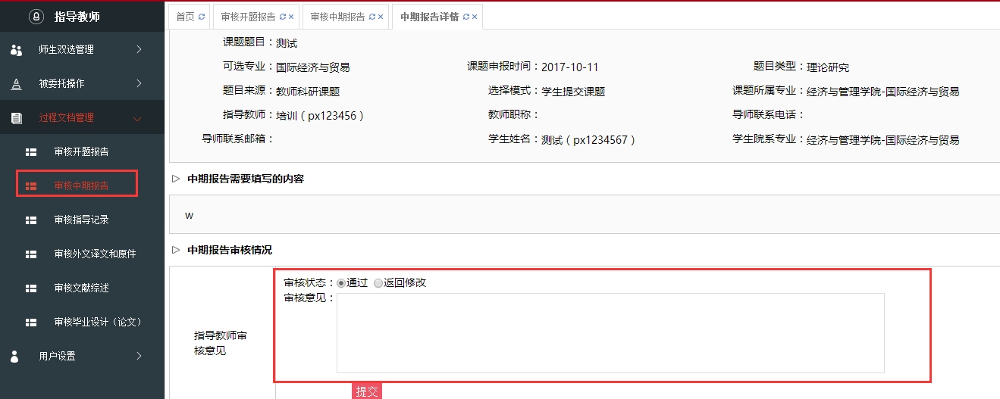 指导教师
师生双选管理
被委托操作
过程文档管理
审核开题报告
审核中期报告
审核指导记录
审核外文译文和原件
审核文献综述
审核毕业设计（论文）
用户设置
首页 审核开题报告 审核中期报告 中期报告详情
课题题目：测试
可选专业：国际经济与贸易 课题申报时间：2017-10-11 题目类型：理论研究
题目来源：教师科研课题 选择模式：学生提交课题 课题所属专业：经济与管理学院-国际经济与贸易
指导教师：培训（px123456） 教师职称： 导师联系电话：
导师联系邮箱： 学生姓名：测试（px1234567） 学生院系专业：经济与管理学院-国际经济与贸易
中期报告需要填写的内容
w
中期报告审核情况
审核状态：通过 返回修改
审核意见：
指导教师审
核意见
提交